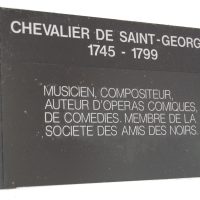 CHEVALIER DE SAINT-GEORG
1745 - 1799
MUSICIEN, COMPOSITEUR,
AUTEUR D'OPERAS COMIQUES,
DE COMEDIES. MEMBRE DE LA
SOCIETE DES AMIS DES NOIRS.